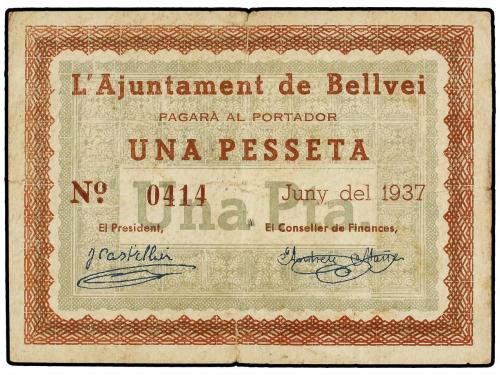 L'Ajuntament de Bellvei
PAGARÀ AL PORTADOR
UNA PESSETA
Nº 0414 Juny del 1937
Una Pta.
El President, El Conseller de Finances,